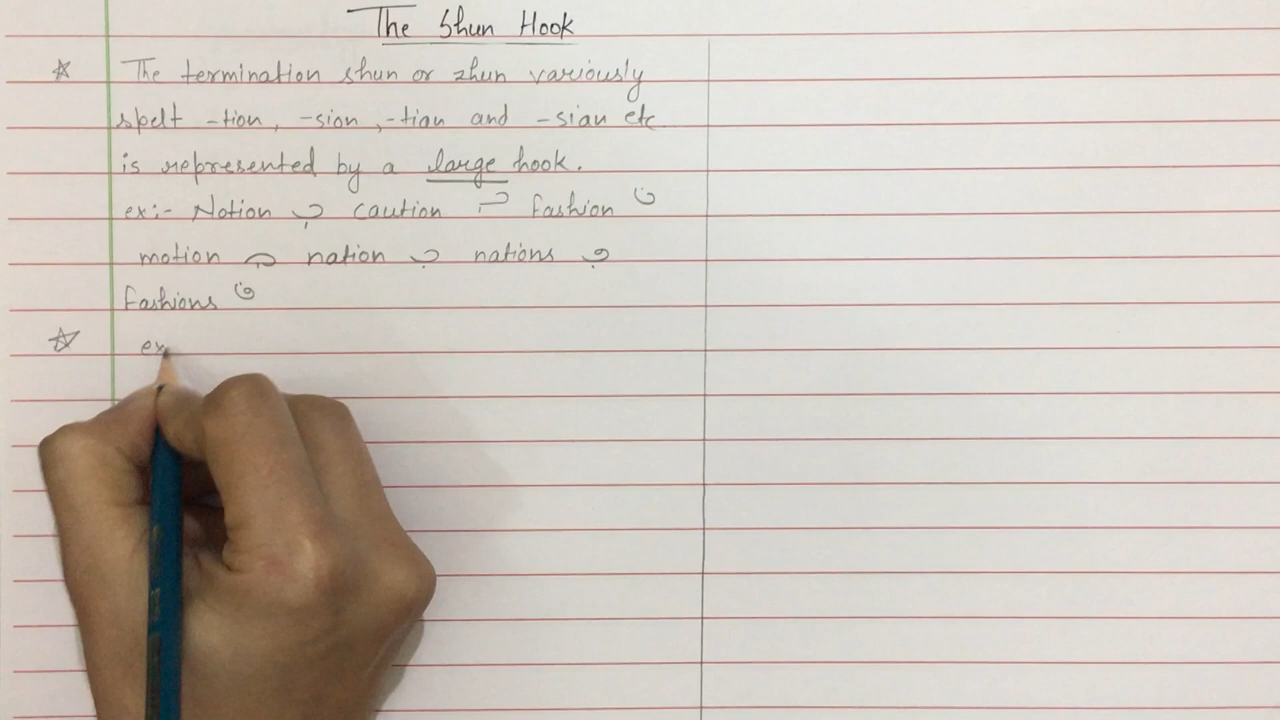 The Shun Hook
☆ The termination shun or zhun variously
spelt -tion, -sion, -tian and -sian etc
is represented by a large hook.
ex:- Notion caution fashion
motion nation nations
fashions
☆ ex